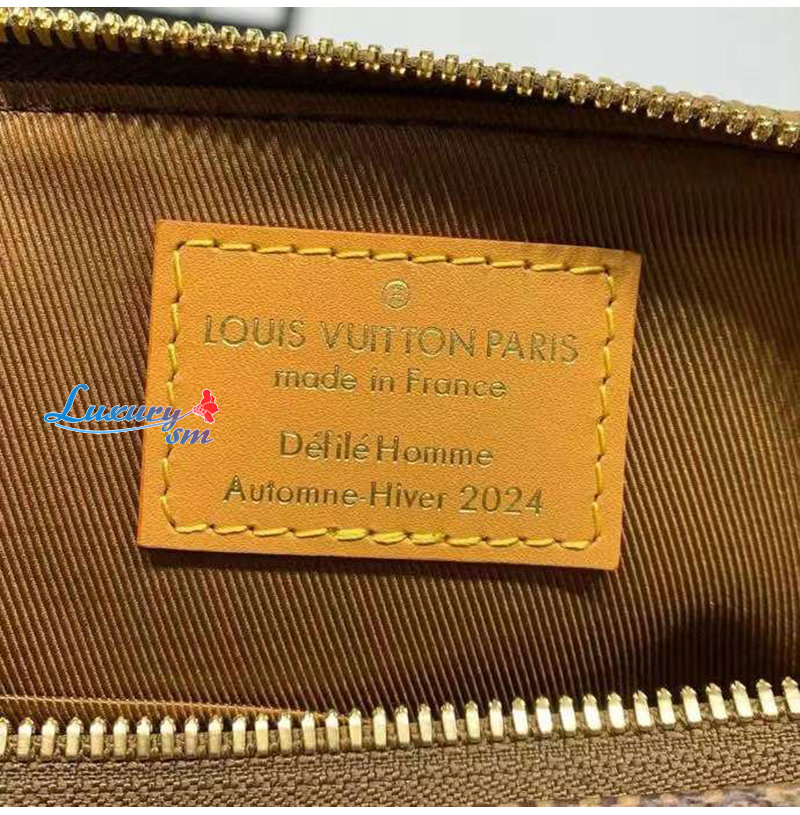 LOUIS VUITTON PARIS
made in France
Luxury
sm
Défilé Homme
Automne-Hiver 2024